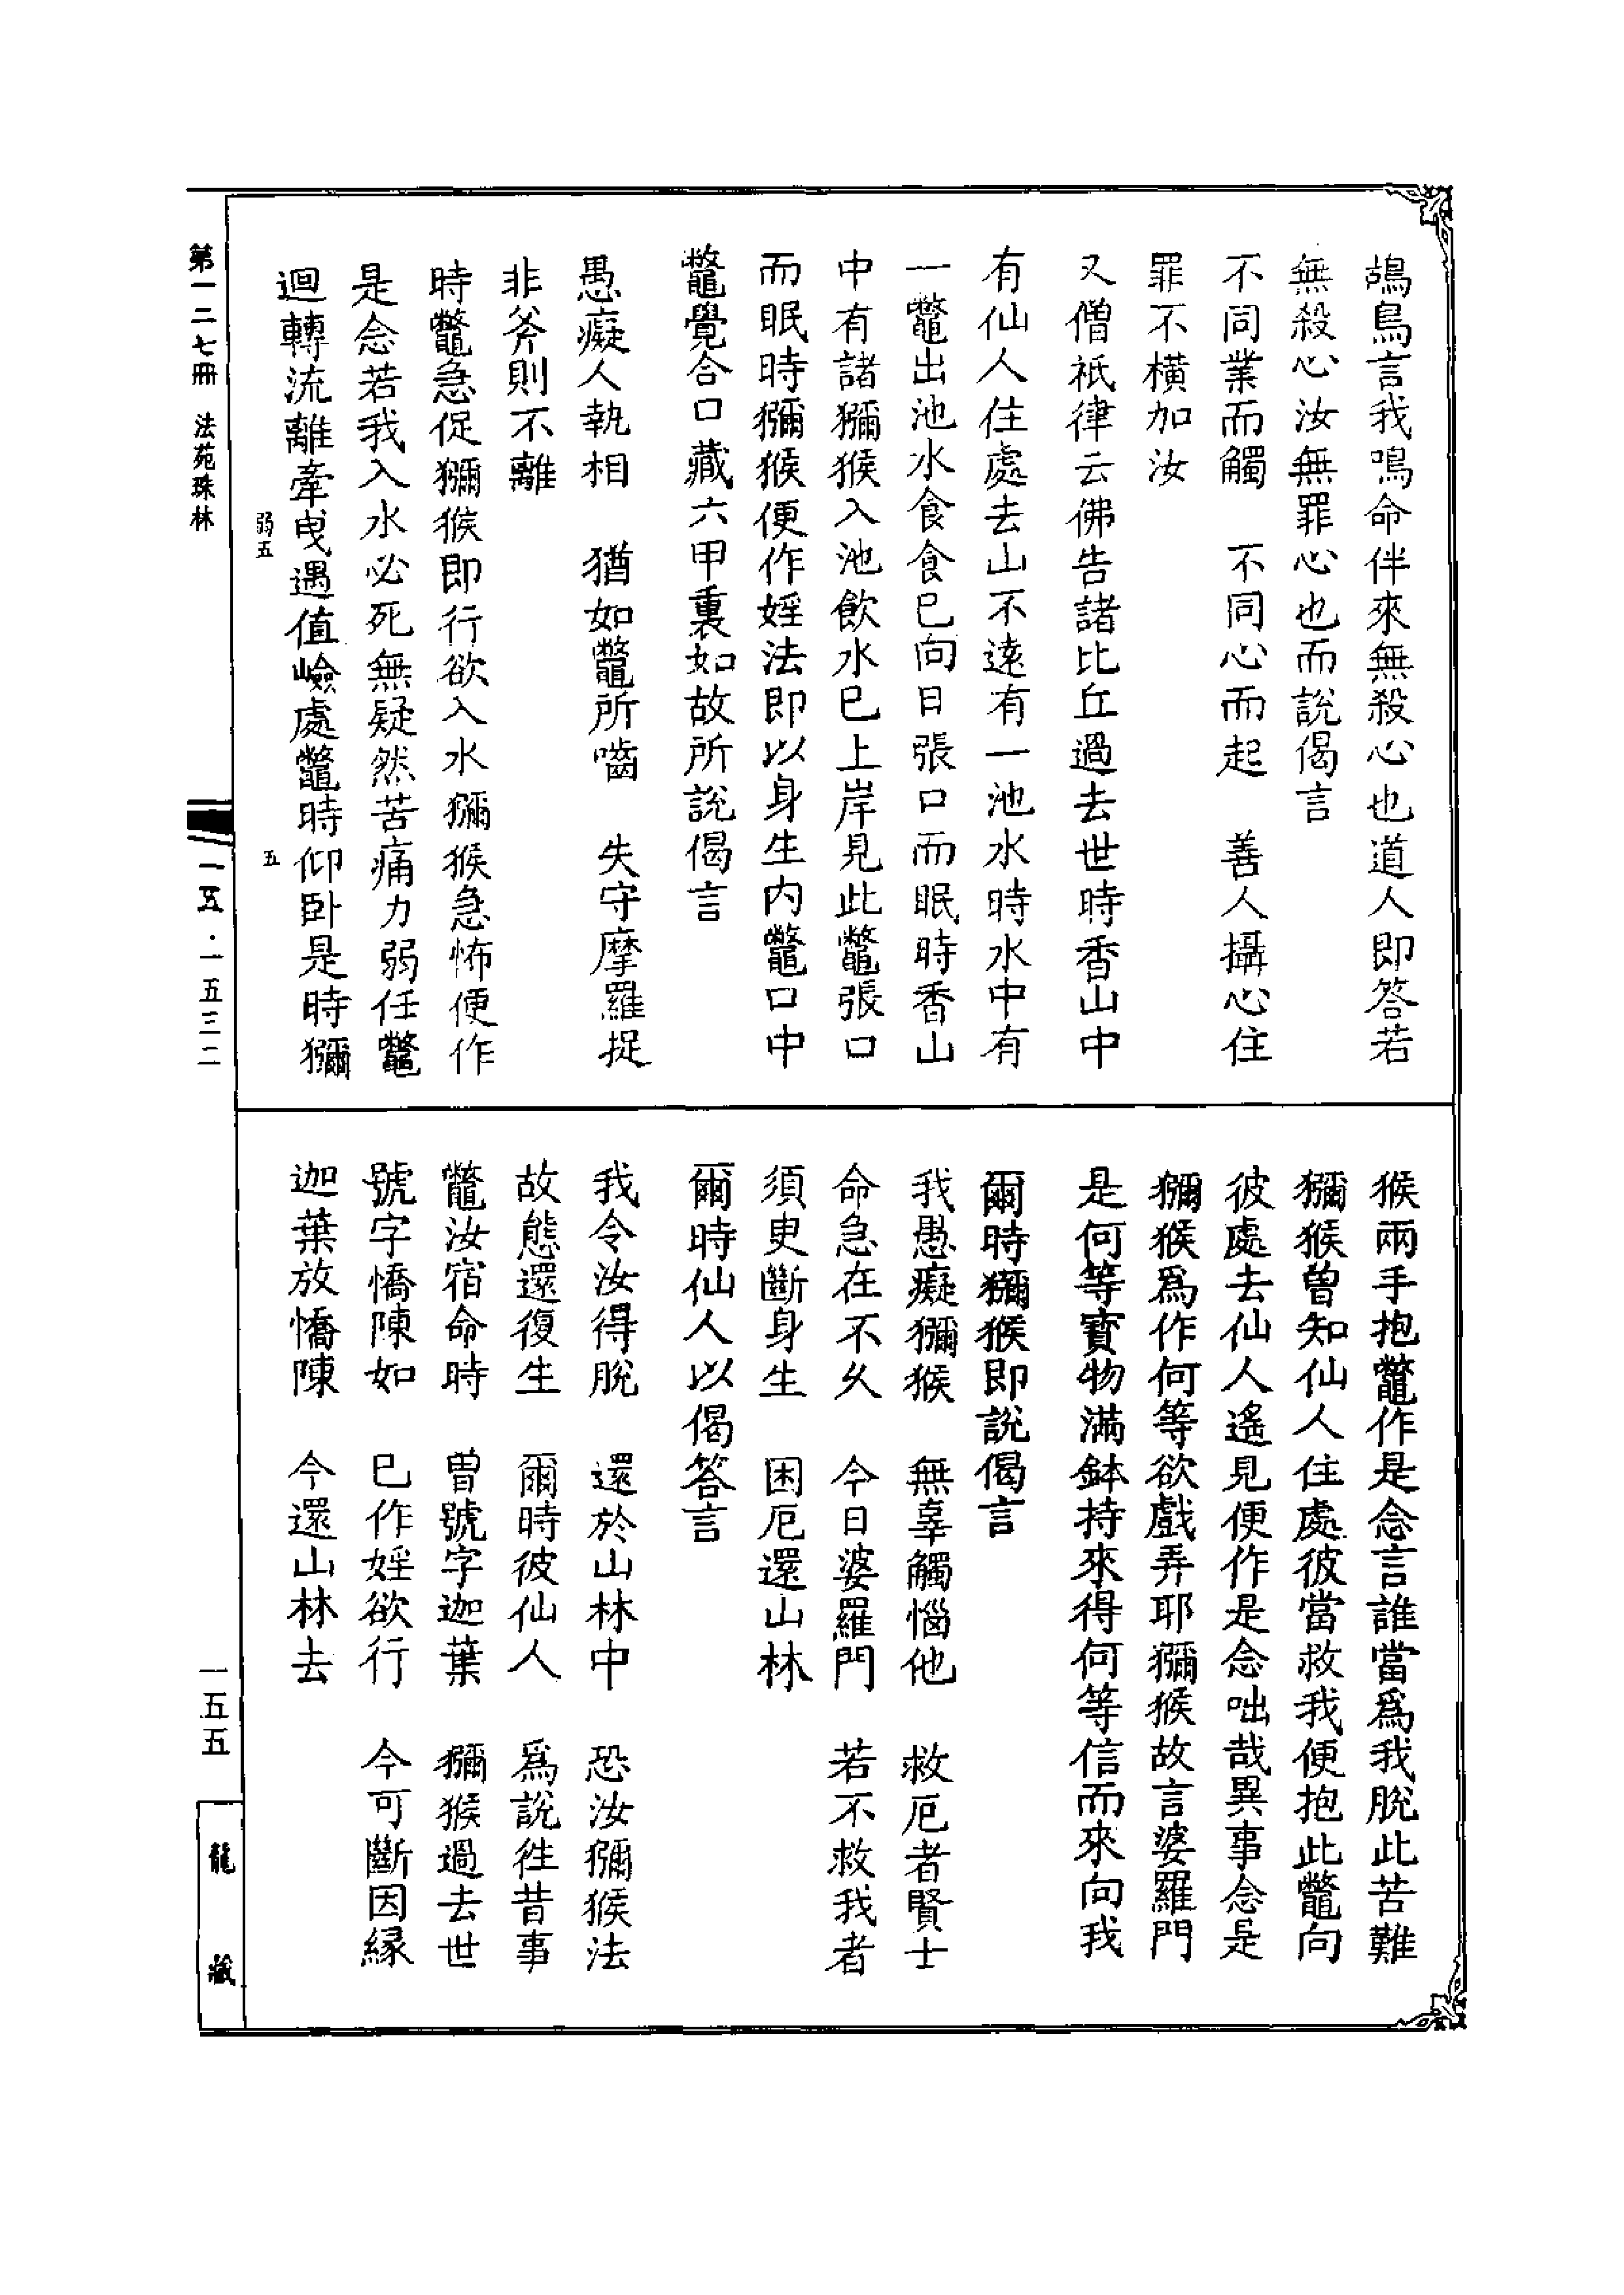 鴣鳥言我鳴命伴來無殺心也道人即答若
無殺心汝無罪心也而說偈言
不同業而觸　不同心而起　善人攝心住
罪不橫加汝
又僧祇律云佛告諸比丘過去世時香山中
有仙人住處去山不遠有一池水時水中有
一鼈出池水食食已向日張口而眠時香山
中有諸獼猴入池飲水已上岸見此鼈張口
而眠時獼猴便作婬法即以身生內鼈口中
鼈覺合口藏六甲裏如故所說偈言
愚癡人執相　猶如鼈所嚙　失守摩羅捉
非斧則不離
時鼈急促獼猴即行欲入水獼猴急怖便作
是念若我入水必死無疑然苦痛力弱任鼈
迴轉流離牽曳遇值嶮處鼈時仰卧是時獼
猴兩手抱鼈作是念言誰當為我脫此苦難
獼猴曾知仙人住處彼當救我便抱此鼈向
彼處去仙人遙見便作是念咄哉異事念是
獼猴為作何等欲戲弄耶獼猴故言婆羅門
是何等寶物滿鉢持來得何等信而來向我
爾時獼猴即說偈言
我愚癡獼猴　無辜觸惱他　救厄者賢士
命急在不久　今日婆羅門　若不救我者
須臾斷身生　困厄還山林
爾時仙人以偈答言
我令汝得脫　還於山林中　恐汝獼猴法
故態還復生　爾時彼仙人　為說徃昔事
鼈汝宿命時　曾號字迦葉　獼猴過去世
號字憍陳如　已作婬欲行　今可斷因緣
迦葉放憍陳　今還山林去
弱五
五
第一二七冊　法苑珠林
一五·一五三二
一五五
龍藏